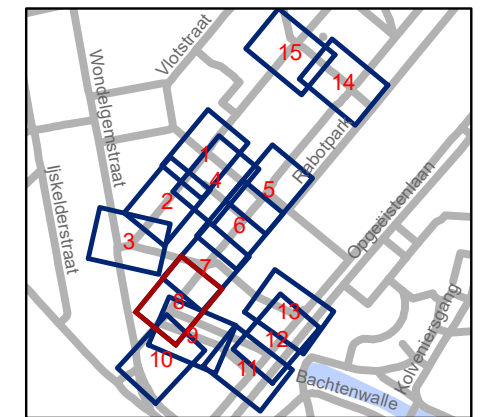 Vlotstraat
15
14
Wondelgemstraat
Rabotpark
1
4
5
2
6
3
7
Ijskelderstraat
Opgeëistenlaan
8
9
10
13
12
11
Kolveniersgang
Bachtenwalle